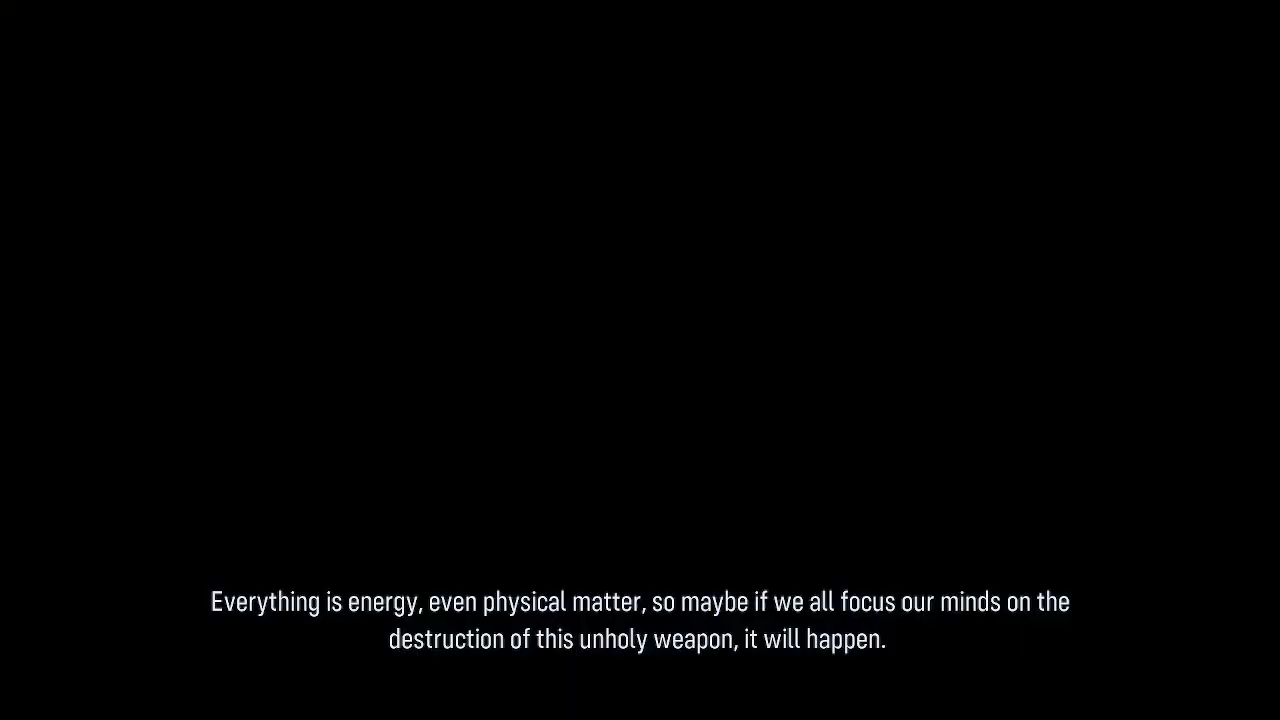 Everything is energy, even physical matter, so maybe if we all focus our minds on the
destruction of this unholy weapon, it will happen.